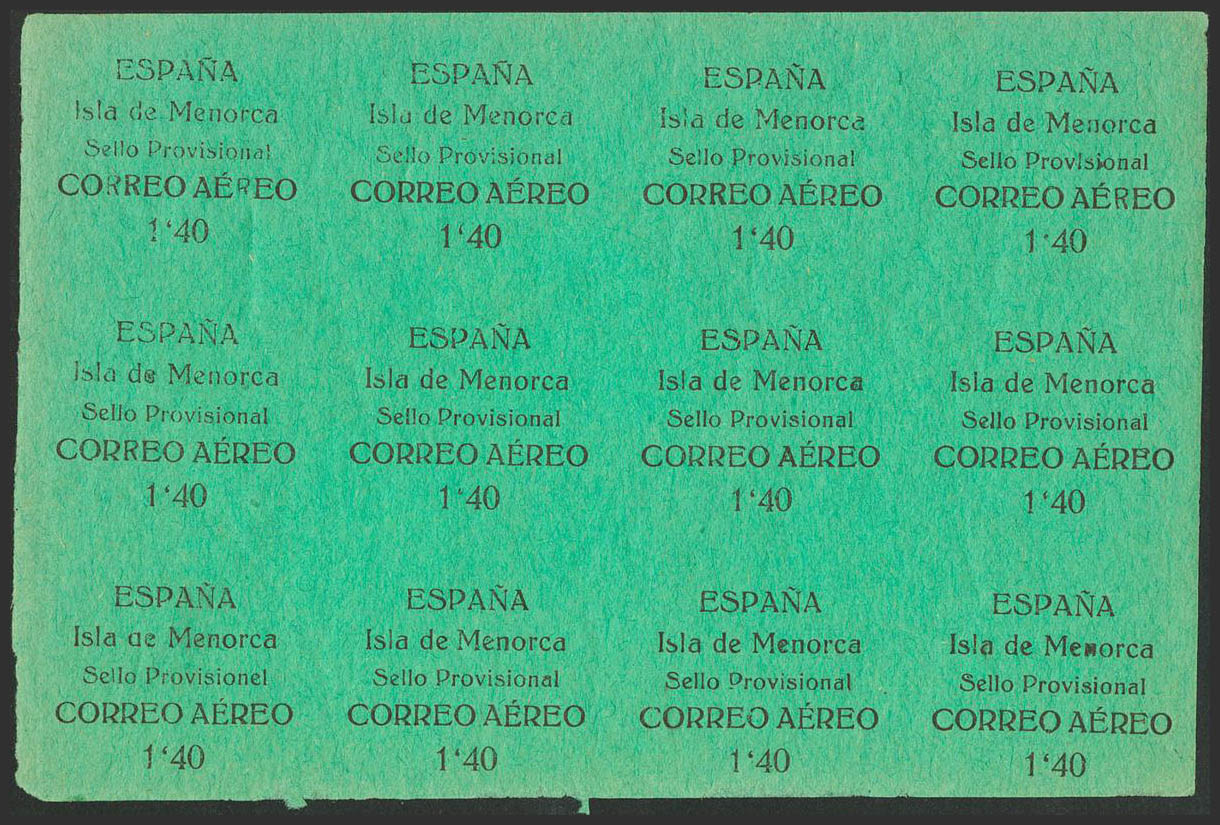 ESPAÑA ESPAÑA ESPAÑA ESPAÑA
Isla de Menorca Isla de Menorca Isla de Menorca Isla de Menorca
Sello Provisional Sello Provisional Sello Provisional Sello Provisional
CORREO AÉREO CORREO AÉREO CORREO AÉREO CORREO AÉREO
1‘40 1‘40 1‘40 1‘40
ESPAÑA ESPAÑA ESPAÑA ESPAÑA
Isla de Menorca Isla de Menorca Isla de Menorca Isla de Menorca
Sello Provisional Sello Provisional Sello Provisional Sello Provisional
CORREO AÉREO CORREO AÉREO CORREO AÉREO CORREO AÉREO
1‘40 1‘40 1‘40 1‘40
ESPAÑA ESPAÑA ESPAÑA ESPAÑA
Isla de Menorca Isla de Menorca Isla de Menorca Isla de Menorca
Sello Provisionel Sello Provisional Sello Provisional Sello Provisional
CORREO AÉREO CORREO AÉREO CORREO AÉREO CORREO AÉREO
1‘40 1‘40 1‘40 1‘40